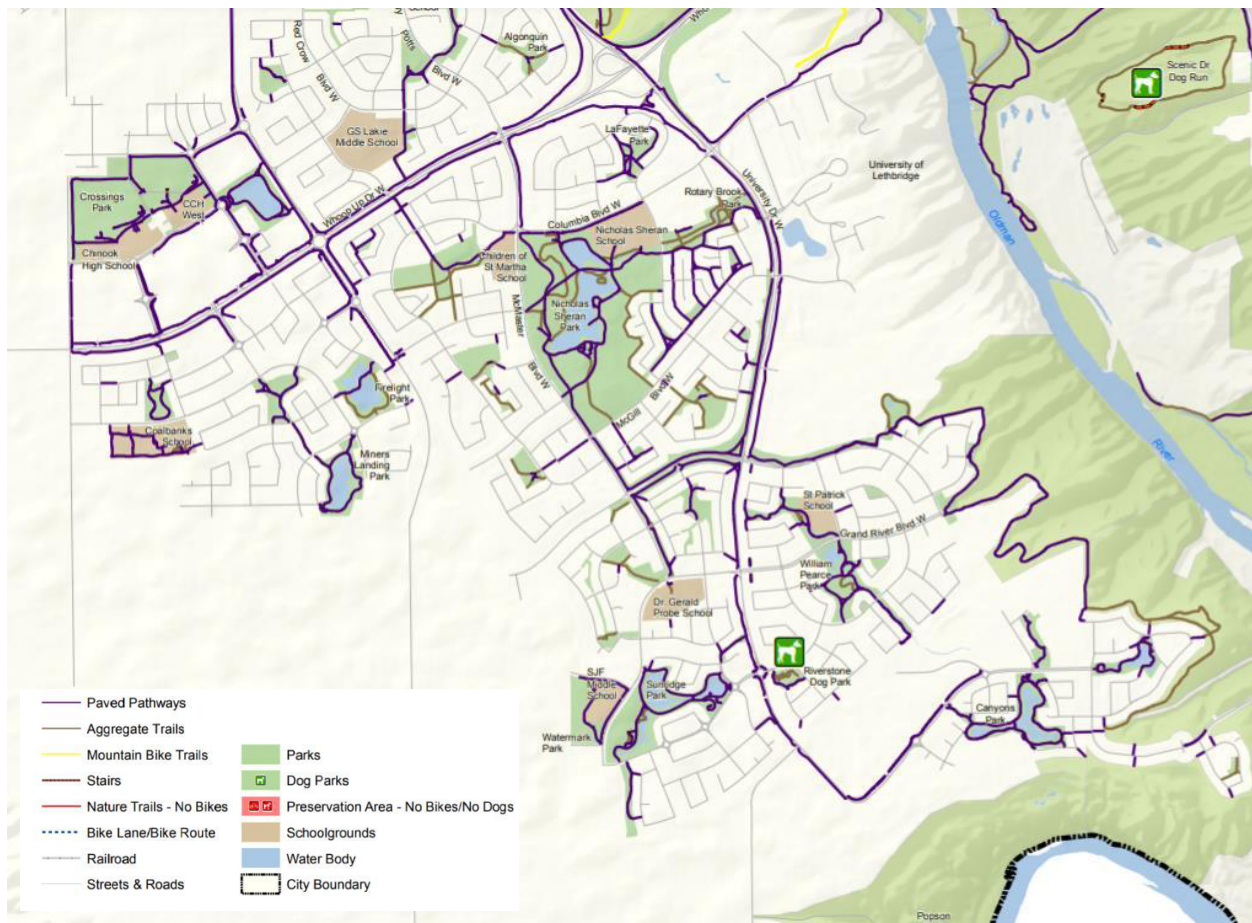 School
Potts
Red Crow
Blvd W
Blvd W
Algonquin
Park
Scenic Dr
Dog Run
GS Lakie
Middle School
LaFayette
Park
University of
Lethbridge
Crossings
Park
CCH
West
Whoop Up Dr W
Rotary Brook
Park
University Dr W
Columbia Blvd W
Nicholas Sheran
School
Oldman
Chinook
High School
Children of
St Martha
School
McMaster
Nicholas
Sheran
Park
Blvd W
Firelight
Park
McGill
Blvd W
Coalbanks
School
River
Miners
Landing
Park
St Patrick
School
Grand River Blvd W
William
Pearce
Park
Dr. Gerald
Probe School
SJF
Middle
School
Sunridge
Park
Riverstone
Dog Park
Canyons
Park
Watermark
Park
Paved Pathways
Aggregate Trails
Mountain Bike Trails
Stairs
Nature Trails - No Bikes
Bike Lane/Bike Route
Railroad
Streets & Roads
Parks
Dog Parks
Preservation Area - No Bikes/No Dogs
Schoolgrounds
Water Body
City Boundary
Popson